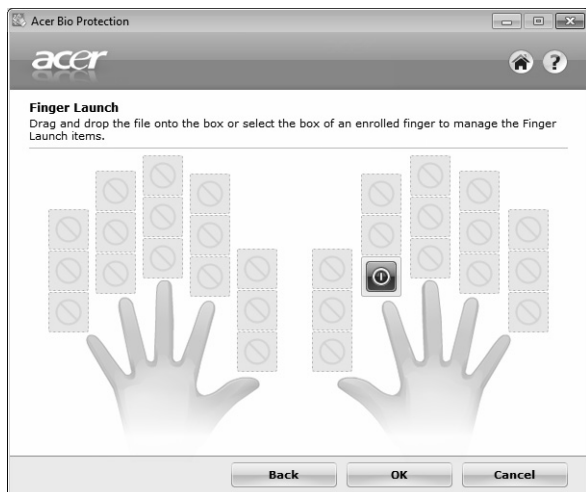 Acer Bio Protection
acer
Finger Launch
Drag and drop the file onto the box or select the box of an enrolled finger to manage the Finger
Launch items.
Back OK Cancel